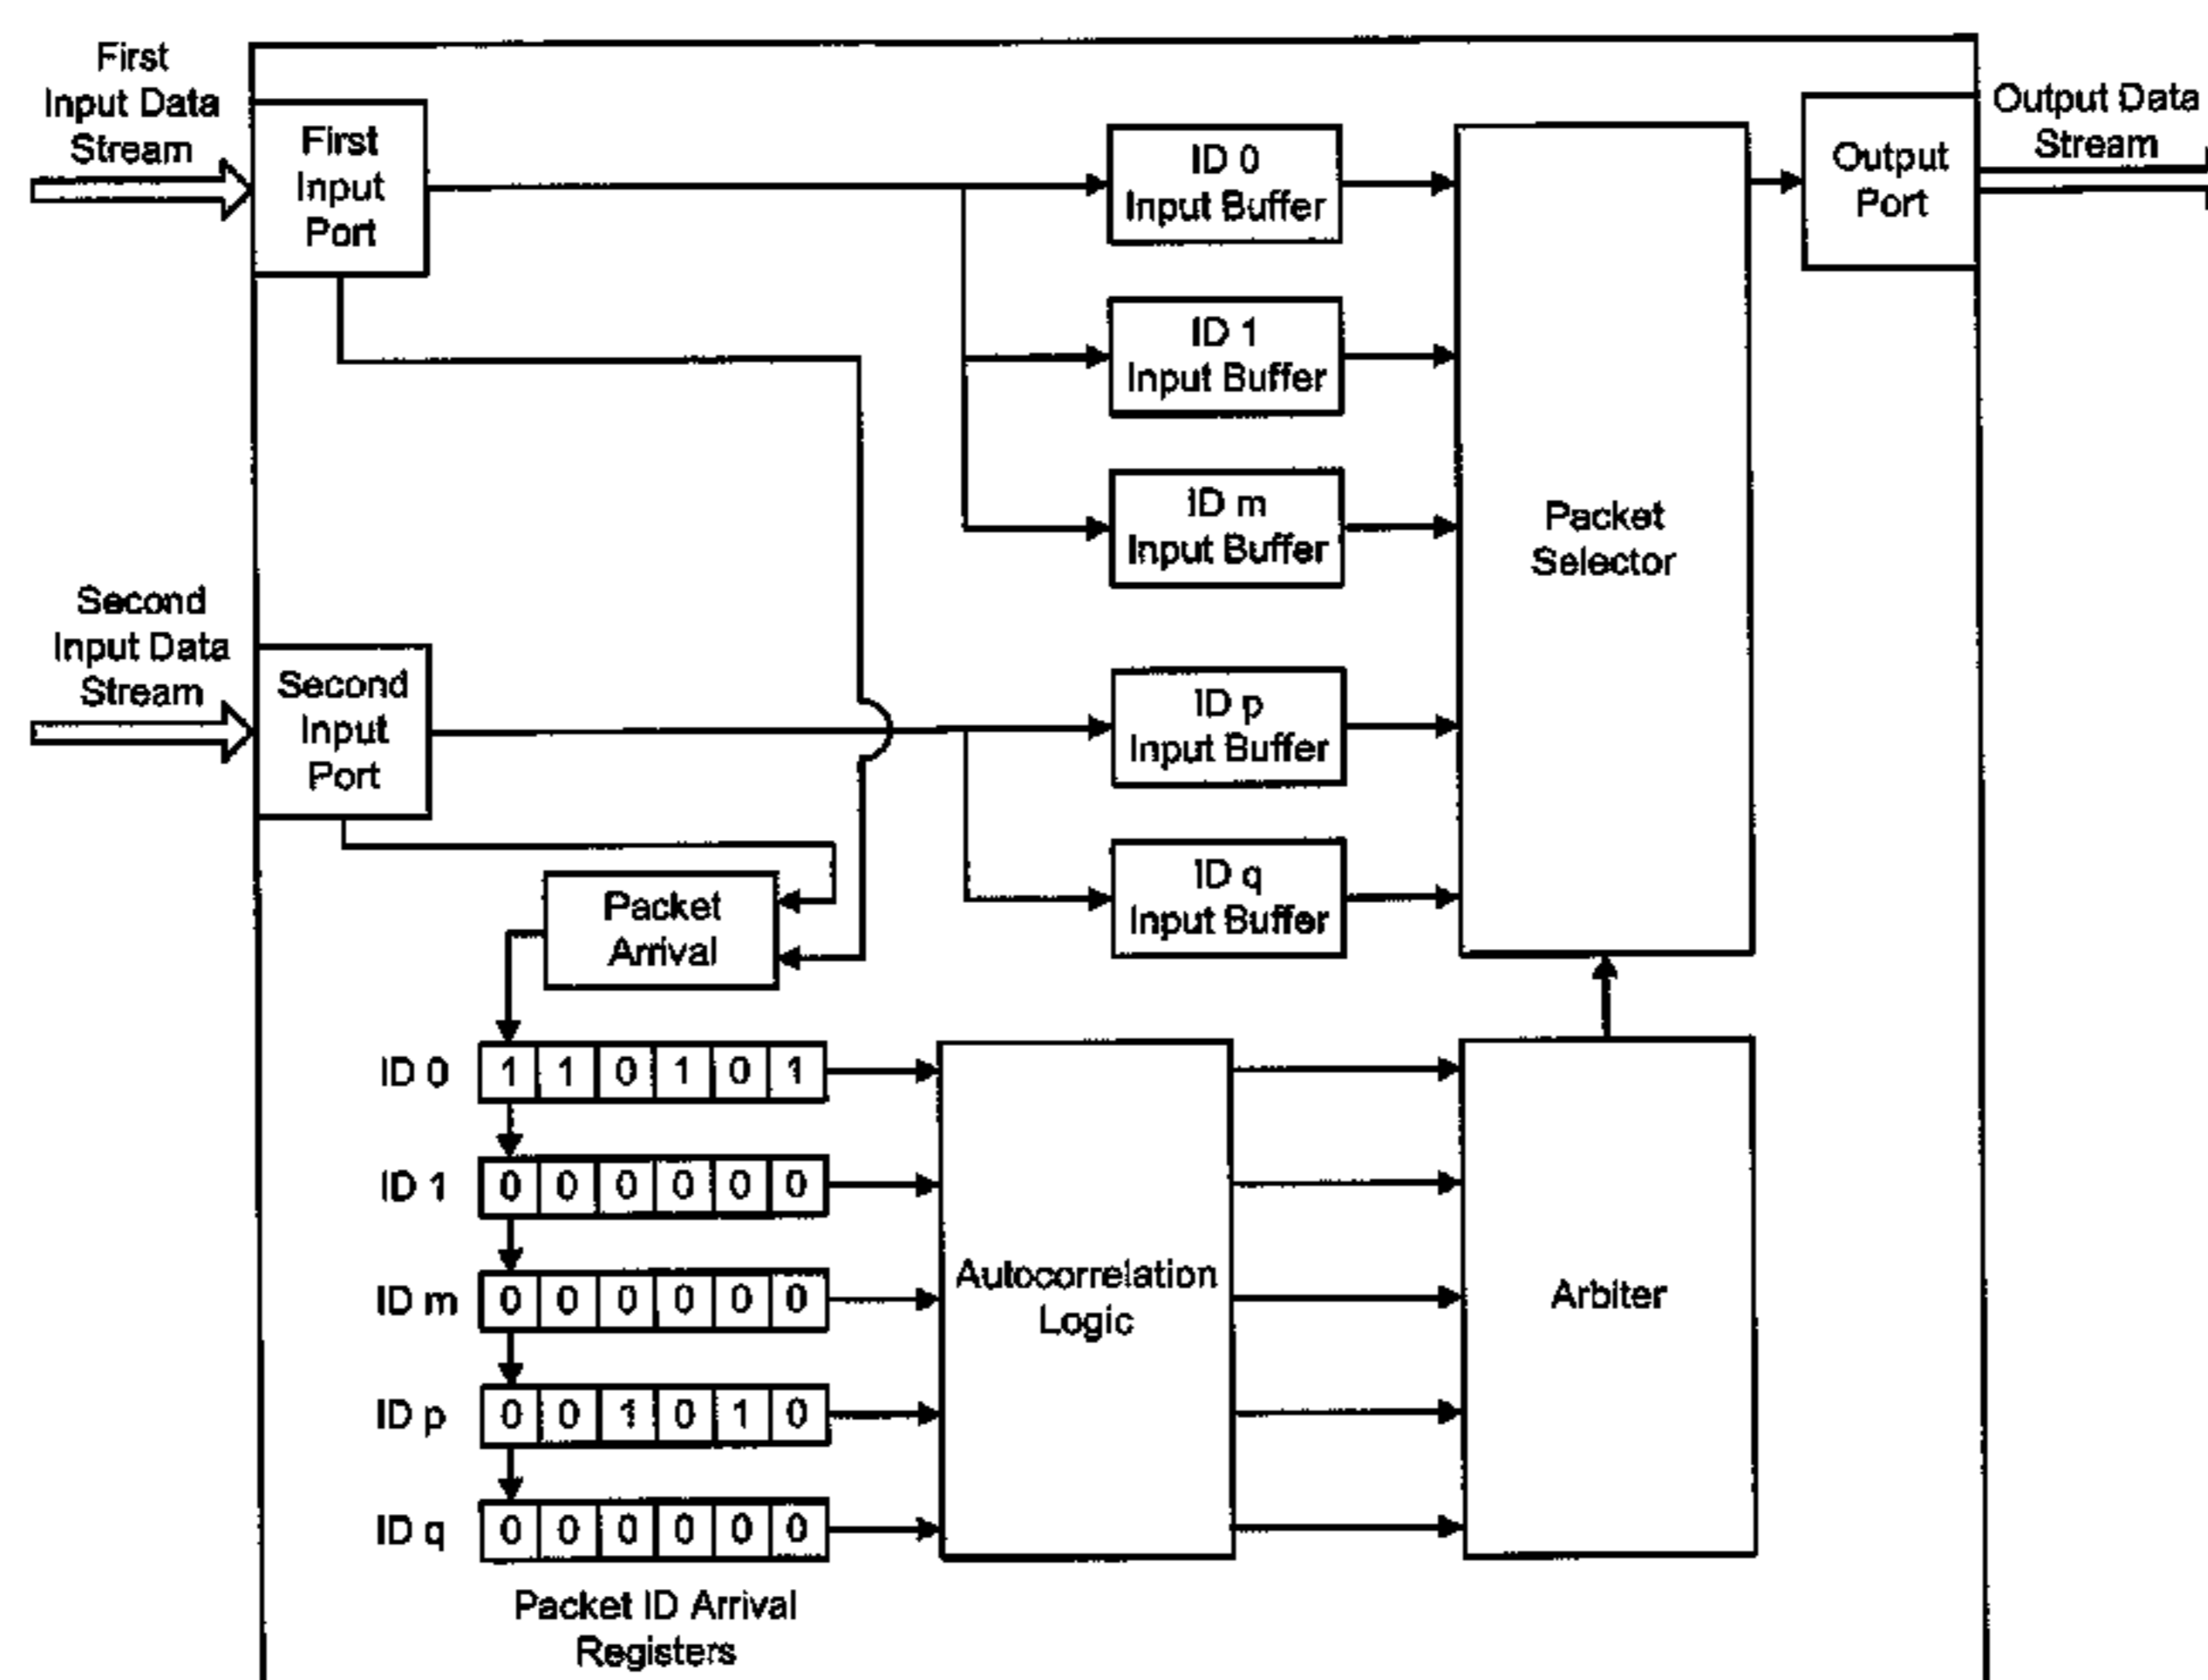 First
Input Data
Stream
First
Input
Port
ID 0
Input Buffer
ID 1
Input Buffer
ID m
Input Buffer
Packet
Selector
Output
Port
Output Data
Stream
Second
Input Data
Stream
Second
Input
Port
ID p
Input Buffer
ID q
Input Buffer
Packet
Arrival
ID 0 1 1 0 1 0 1
ID 1 0 0 0 0 0 0
ID m 0 0 0 0 0 0
ID p 0 0 1 0 1 0
ID q 0 0 0 0 0 0
Packet ID Arrival
Registers
Autocorrelation
Logic
Arbiter